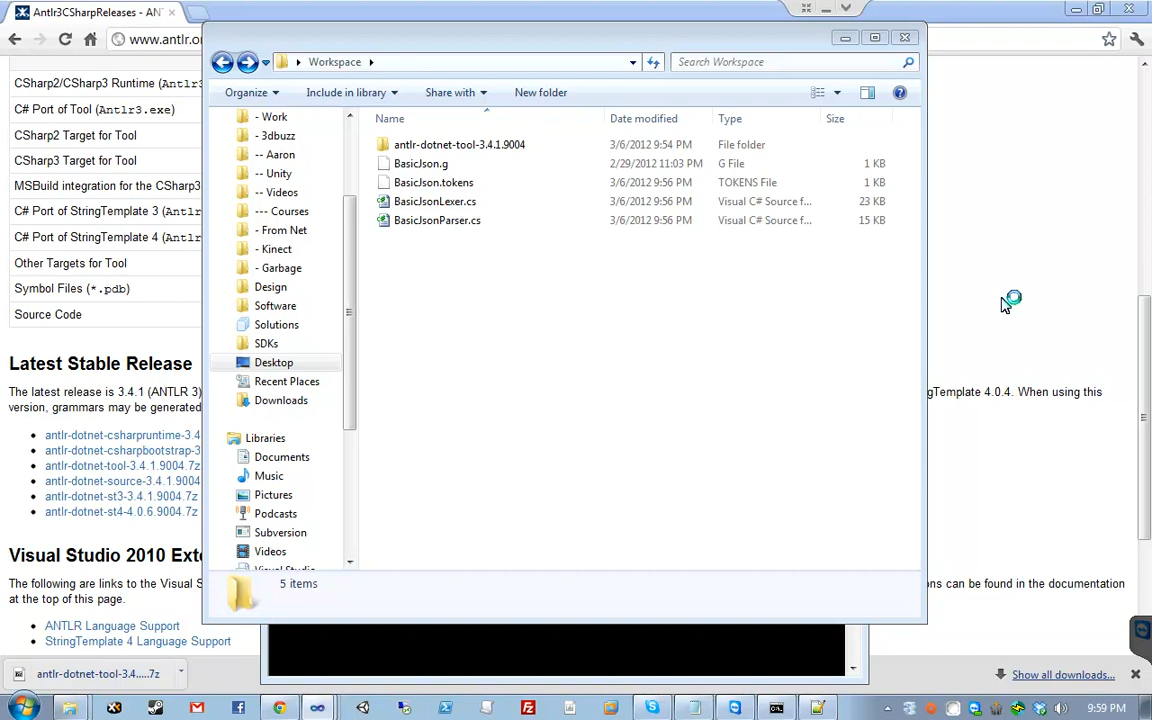 Antlr3CSharpReleases - AN
www.antlr.o
Workspace
Search Workspace
Organize
Include in library
Share with
New folder
Name
Date modified
Type
Size
antlr-dotnet-tool-3.4.1.9004 3/6/2012 9:54 PM File folder
BasicJson.g 2/29/2012 11:03 PM G File 1 KB
BasicJson.tokens 3/6/2012 9:56 PM TOKENS File 1 KB
BasicJsonLexer.cs 3/6/2012 9:56 PM Visual C# Source f... 23 KB
BasicJsonParser.cs 3/6/2012 9:56 PM Visual C# Source f... 15 KB
- Work
- 3dbuzz
-- Aaron
-- Unity
-- Videos
--- Courses
- From Net
- Kinect
- Garbage
Design
Software
Solutions
SDKs
Desktop
Recent Places
Downloads
Libraries
Documents
Music
Pictures
Podcasts
Subversion
Videos
5 items
CSharp2/CSharp3 Runtime (Antlr3
C# Port of Tool (Antlr3.exe)
CSharp2 Target for Tool
CSharp3 Target for Tool
MSBuild integration for the CSharp3
C# Port of StringTemplate 3 (Antlr
C# Port of StringTemplate 4 (Antlr
Other Targets for Tool
Symbol Files (*.pdb)
Source Code
Latest Stable Release
The latest release is 3.4.1 (ANTLR 3)
gTemplate 4.0.4. When using this
version, grammars may be generated
antlr-dotnet-csharpruntime-3.4
antlr-dotnet-csharpbootstrap-3
antlr-dotnet-tool-3.4.1.9004.7z
antlr-dotnet-source-3.4.1.9004
antlr-dotnet-st3-3.4.1.9004.7z
antlr-dotnet-st4-4.0.6.9004.7z
Visual Studio 2010 Exte
The following are links to the Visual S
ons can be found in the documentation
at the top of this page.
ANTLR Language Support
StringTemplate 4 Language Support
antlr-dotnet-tool-3.4.....7z
Show all downloads...
9:59 PM